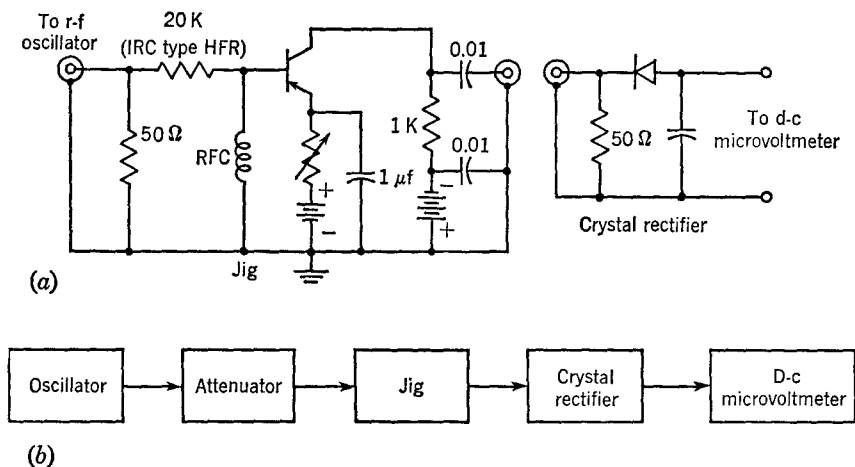 To r-f
oscillator
20 K
(IRC type HFR)
50 Ω
RFC
+
−
1 μf
1 K
0.01
0.01
−
+
Jig
50 Ω
To d-c
microvoltmeter
Crystal rectifier
(a)
Oscillator
Attenuator
Jig
Crystal
rectifier
D-c
microvoltmeter
(b)